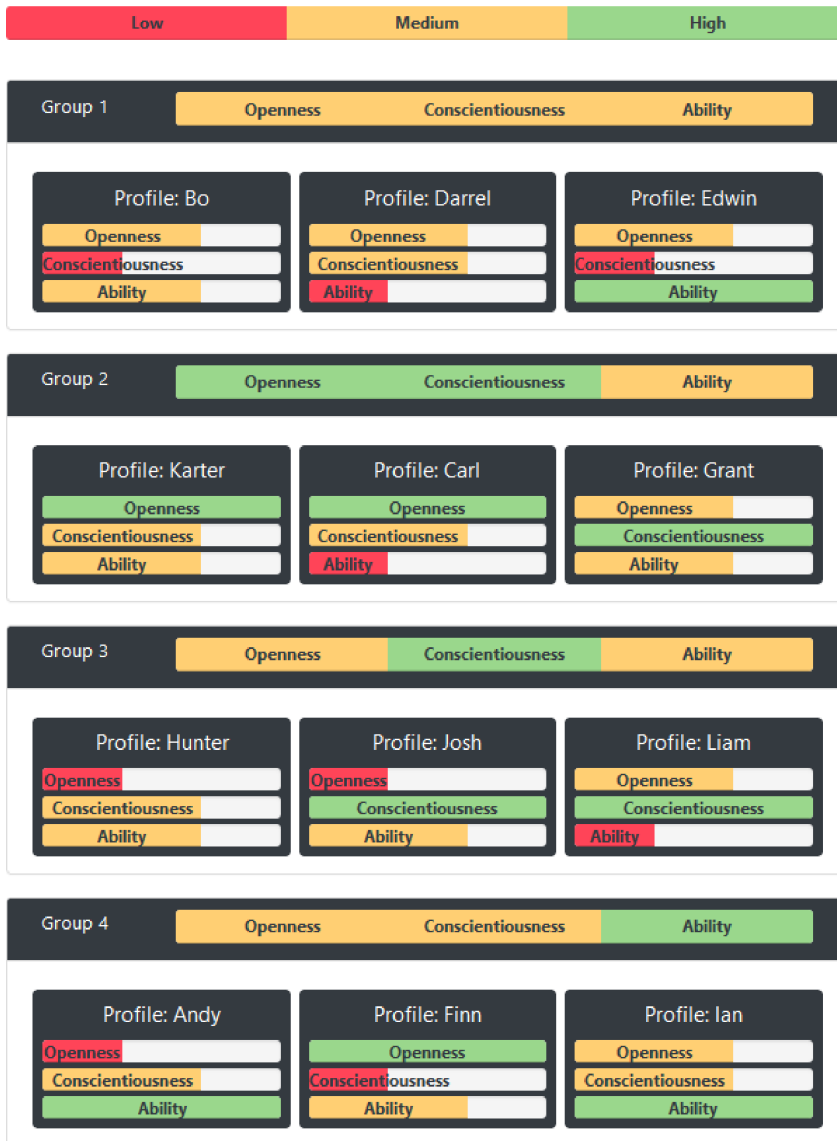 Low Medium High
Group 1 Openness Conscientiousness Ability
Profile: Bo Profile: Darrel Profile: Edwin
Openness Openness Openness
Conscientiousness Conscientiousness Conscientiousness
Ability Ability Ability
Group 2 Openness Conscientiousness Ability
Profile: Karter Profile: Carl Profile: Grant
Openness Openness Openness
Conscientiousness Conscientiousness Conscientiousness
Ability Ability Ability
Group 3 Openness Conscientiousness Ability
Profile: Hunter Profile: Josh Profile: Liam
Openness Openness Openness
Conscientiousness Conscientiousness Conscientiousness
Ability Ability Ability
Group 4 Openness Conscientiousness Ability
Profile: Andy Profile: Finn Profile: Ian
Openness Openness Openness
Conscientiousness Conscientiousness Conscientiousness
Ability Ability Ability